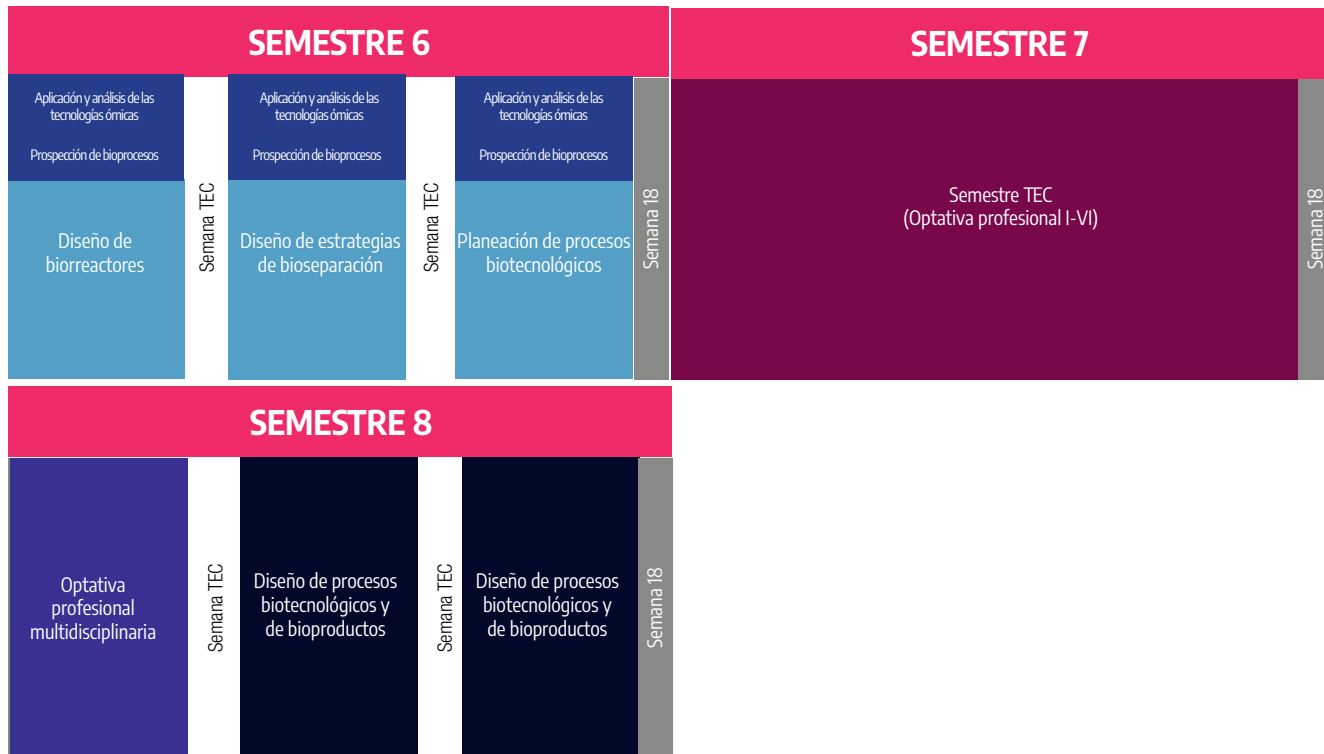 SEMESTRE 6
Aplicación y análisis de las
tecnologías ómicas
Prospección de bioprocesos
Diseño de
biorreactores
Semana TEC
Aplicación y análisis de las
tecnologías ómicas
Prospección de bioprocesos
Diseño de estrategias
de bioseparación
Semana TEC
Aplicación y análisis de las
tecnologías ómicas
Prospección de bioprocesos
Planeación de procesos
biotecnológicos
Semana 18
SEMESTRE 7
Semestre TEC
(Optativa profesional I-VI)
Semana 18
SEMESTRE 8
Optativa
profesional
multidisciplinaria
Semana TEC
Diseño de procesos
biotecnológicos y
de bioproductos
Semana TEC
Diseño de procesos
biotecnológicos y
de bioproductos
Semana 18